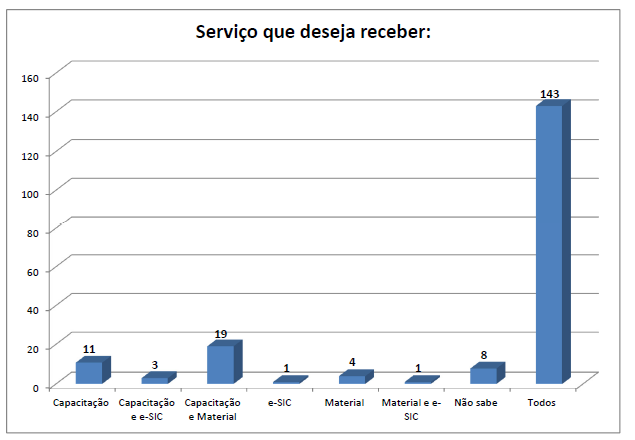 Serviço que deseja receber:
160
140
120
100
80
60
40
20
0
11
3
19
1
4
1
8
143
Capacitação
Capacitação
e e-SIC
Capacitação
e Material
e-SIC
Material
Material e e-
SIC
Não sabe
Todos